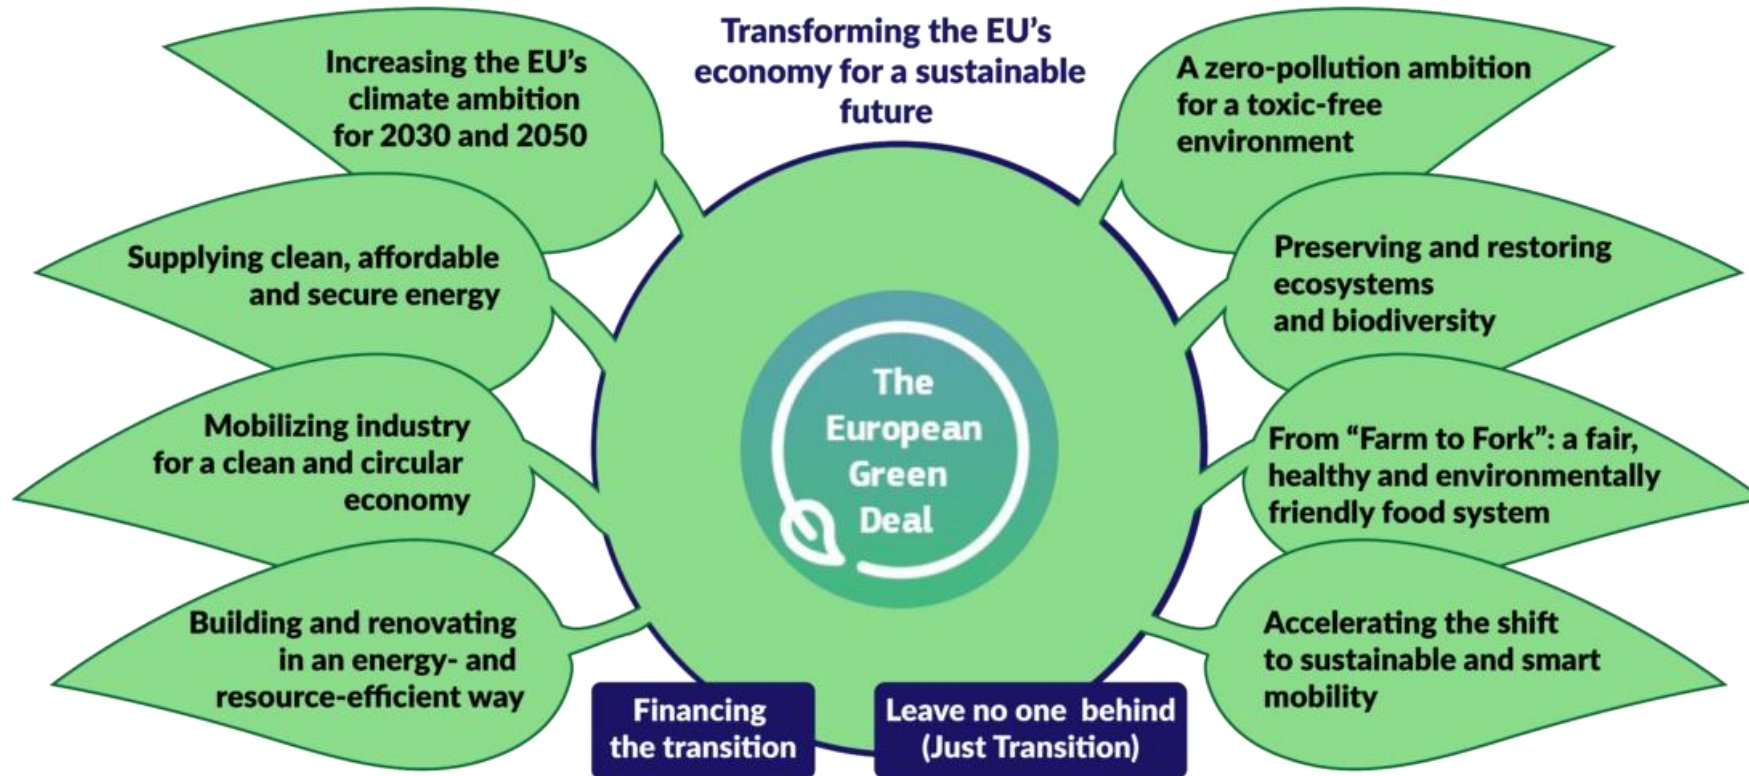 Transforming the EU's
economy for a sustainable
future
Increasing the EU's
climate ambition
for 2030 and 2050
Supplying clean, affordable
and secure energy
Mobilizing industry
for a clean and circular
economy
Building and renovating
in an energy- and
resource-efficient way
The
European
Green
Deal
A zero-pollution ambition
for a toxic-free
environment
Preserving and restoring
ecosystems
and biodiversity
From “Farm to Fork”: a fair,
healthy and environmentally
friendly food system
Accelerating the shift
to sustainable and smart
mobility
Financing
the transition
Leave no one behind
(Just Transition)